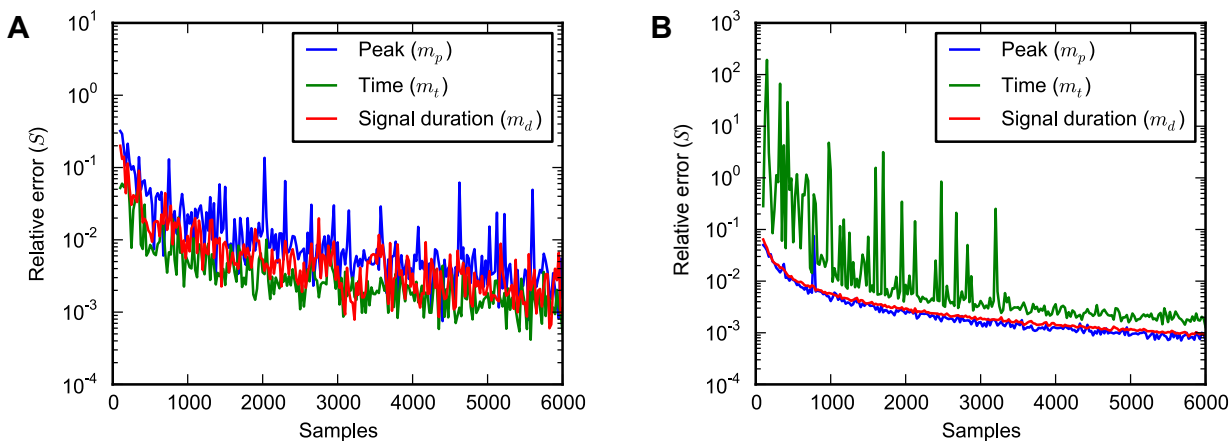 A
Relative error (S)
10^1
10^0
10^-1
10^-2
10^-3
10^-4
Peak (m_p)
Time (m_t)
Signal duration (m_d)
0 1000 2000 3000 4000 5000 6000
Samples
B
Relative error (S)
10^3
10^2
10^1
10^0
10^-1
10^-2
10^-3
10^-4
Peak (m_p)
Time (m_t)
Signal duration (m_d)
0 1000 2000 3000 4000 5000 6000
Samples